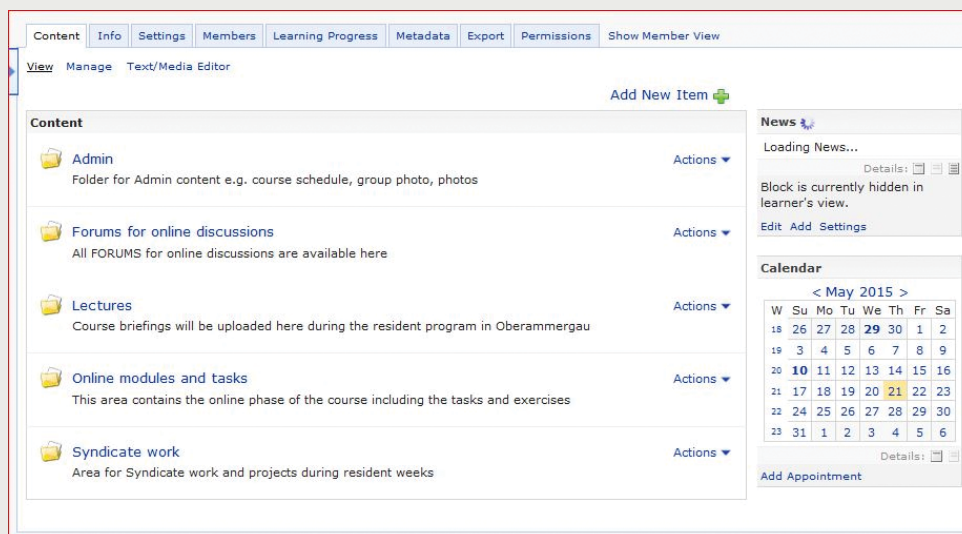 Content Info Settings Members Learning Progress Metadata Export Permissions Show Member View
View Manage Text/Media Editor
Add New Item
Content
Admin Actions
Folder for Admin content e.g. course schedule, group photo, photos
Forums for online discussions Actions
All FORUMS for online discussions are available here
Lectures Actions
Course briefings will be uploaded here during the resident program in Oberammergau
Online modules and tasks Actions
This area contains the online phase of the course including the tasks and exercises
Syndicate work Actions
Area for Syndicate work and projects during resident weeks
News
Loading News...
Details:
Block is currently hidden in
learner's view.
Edit Add Settings
Calendar
< May 2015 >
W Su Mo Tu We Th Fr Sa
18 26 27 28 29 30 1 2
19 3 4 5 6 7 8 9
20 10 11 12 13 14 15 16
21 17 18 19 20 21 22 23
22 24 25 26 27 28 29 30
23 31 1 2 3 4 5 6
Details:
Add Appointment